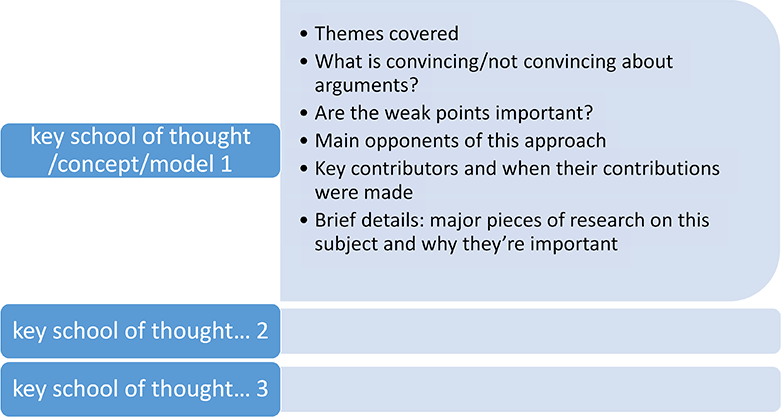 key school of thought
/concept/model 1
• Themes covered
• What is convincing/not convincing about
arguments?
• Are the weak points important?
• Main opponents of this approach
• Key contributors and when their contributions
were made
• Brief details: major pieces of research on this
subject and why they’re important
key school of thought… 2
key school of thought… 3